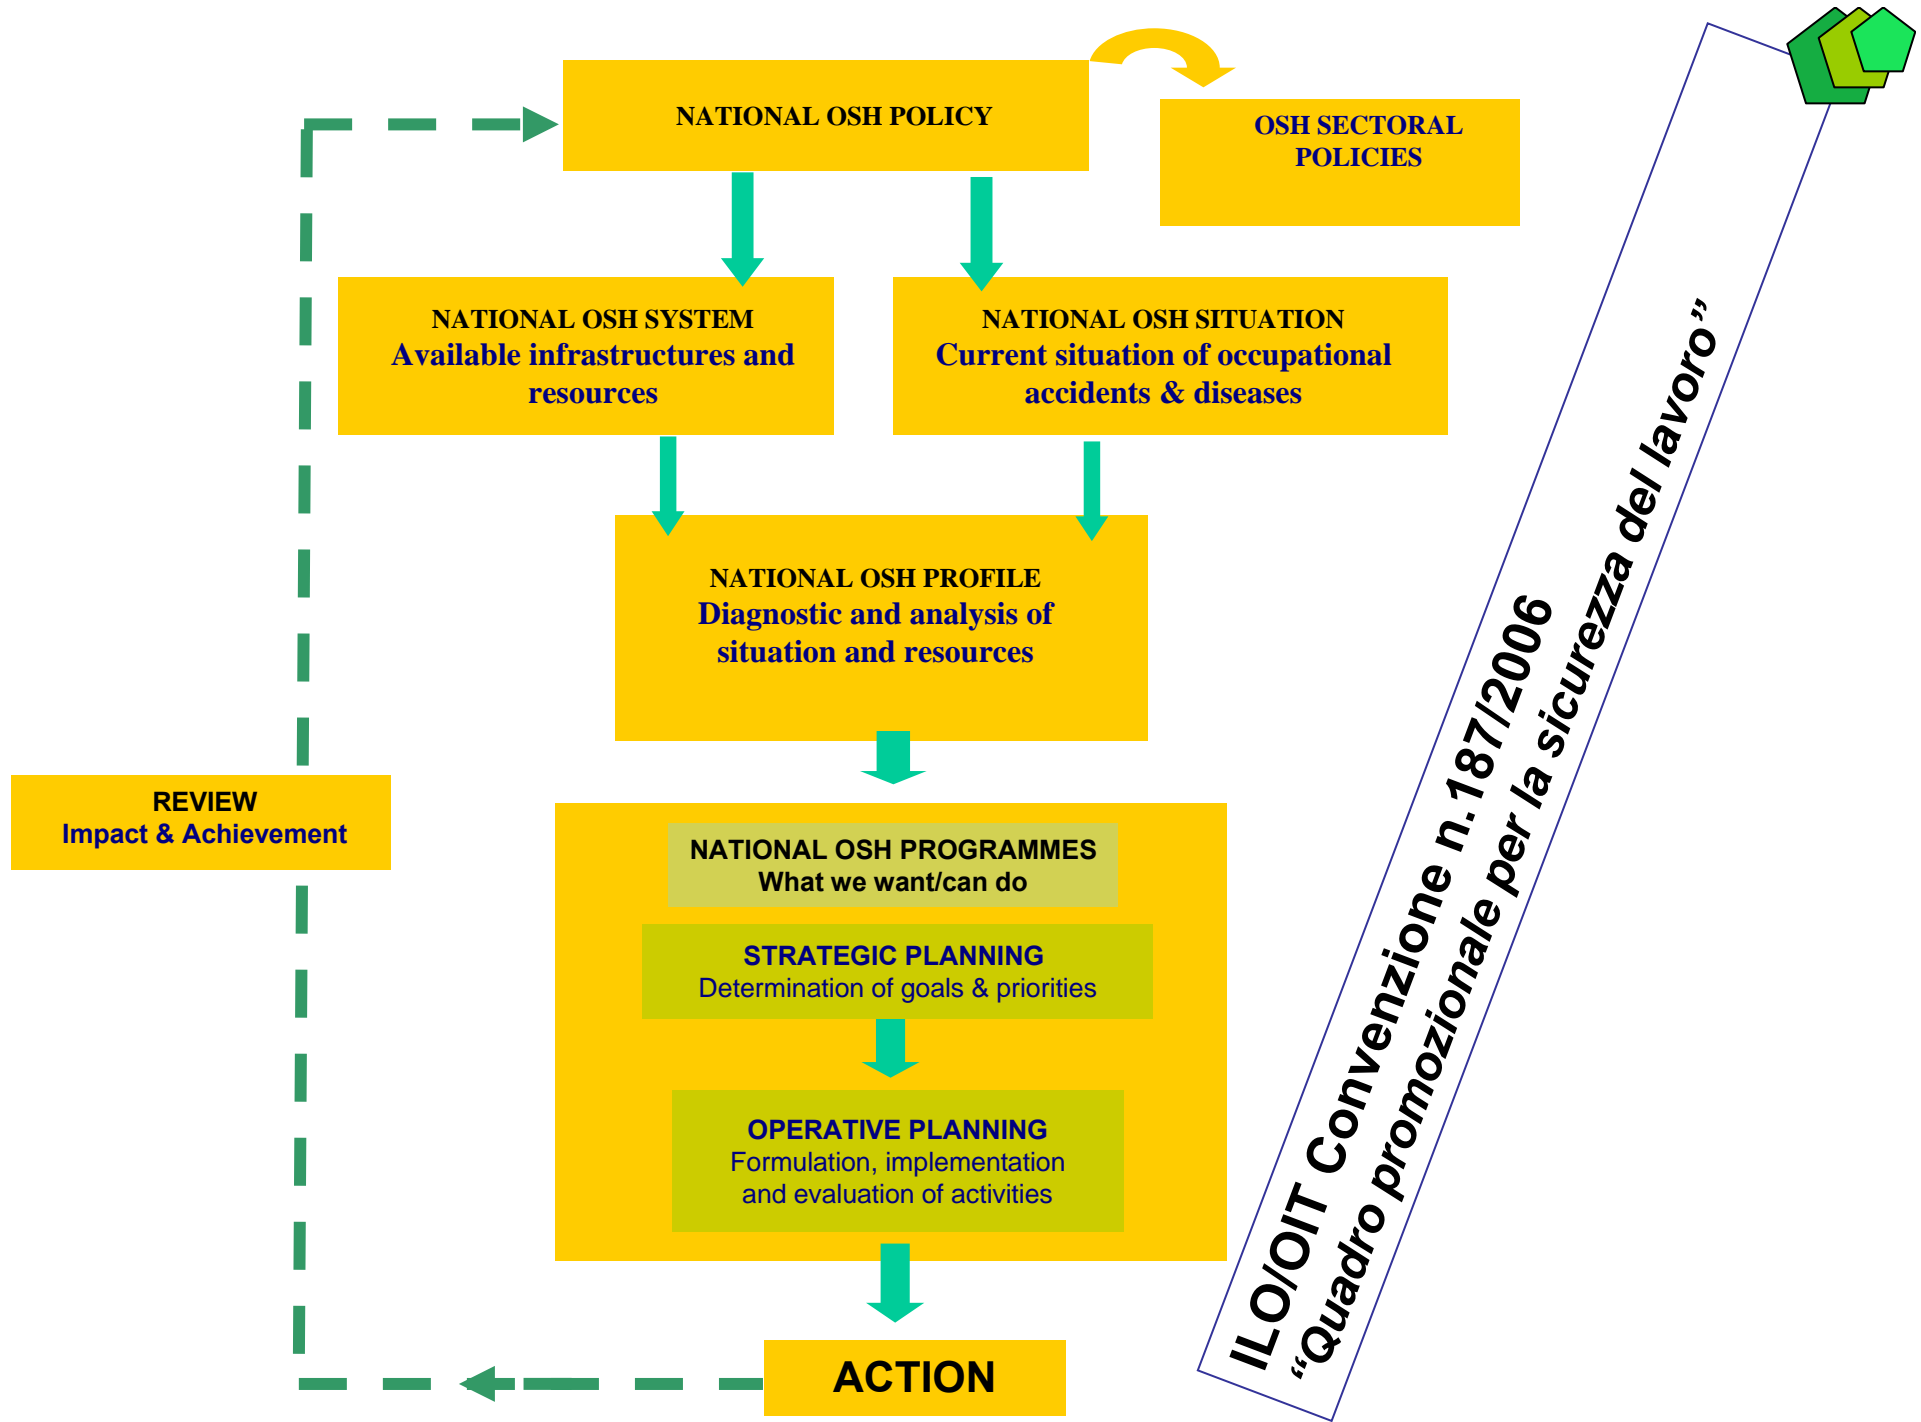 NATIONAL OSH POLICY
OSH SECTORAL
POLICIES
NATIONAL OSH SYSTEM
Available infrastructures and
resources
NATIONAL OSH SITUATION
Current situation of occupational
accidents & diseases
NATIONAL OSH PROFILE
Diagnostic and analysis of
situation and resources
REVIEW
Impact & Achievement
NATIONAL OSH PROGRAMMES
What we want/can do
STRATEGIC PLANNING
Determination of goals & priorities
OPERATIVE PLANNING
Formulation, implementation
and evaluation of activities
ACTION
ILO/OIT Convenzione n.187/2006
“Quadro promozionale per la sicurezza del lavoro”